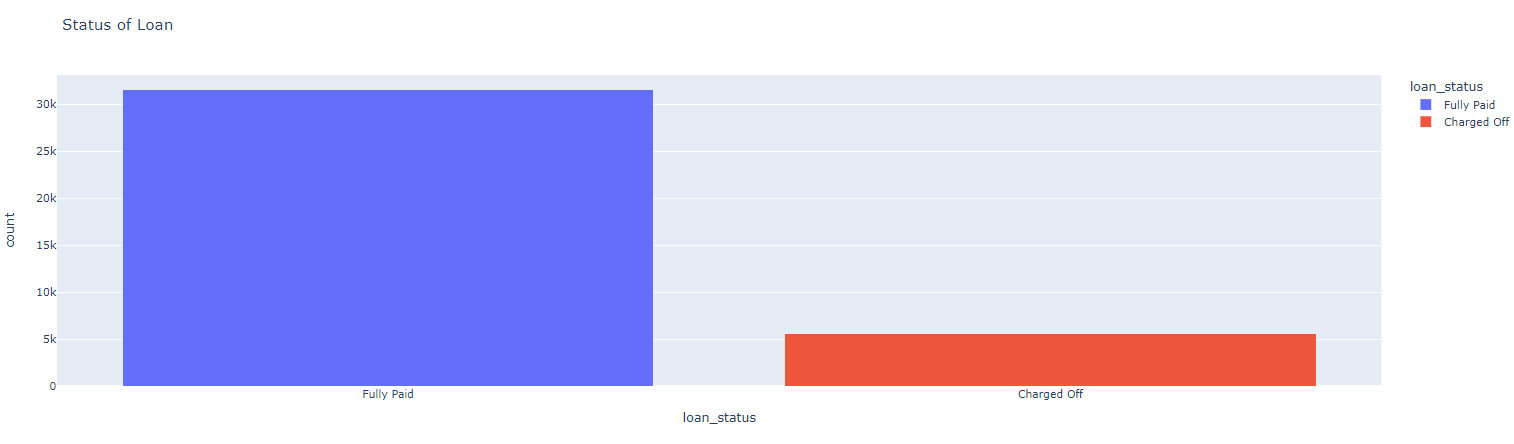 Status of Loan
loan_status
Fully Paid
Charged Off
30k
25k
20k
15k
10k
5k
0
count
Fully Paid
Charged Off
loan_status